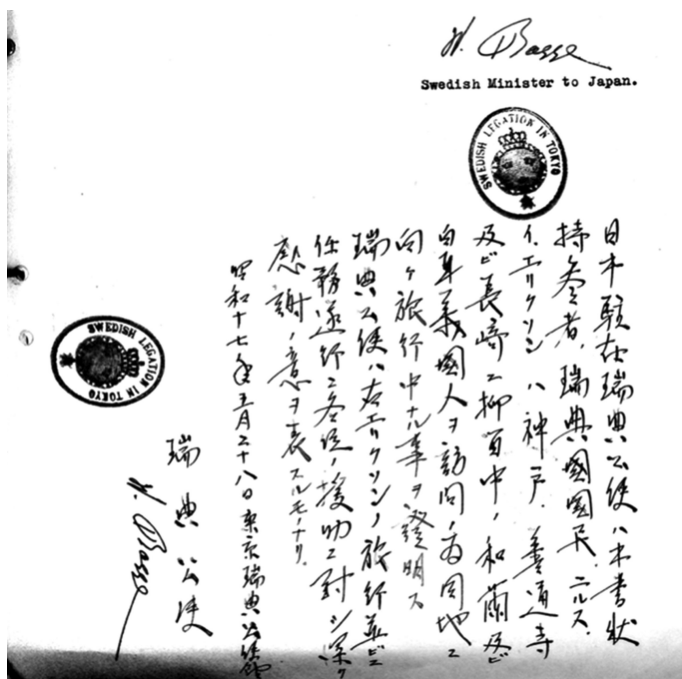 W. Bagge
Swedish Minister to Japan.
SWEDISH LEGATION IN TOKYO
日本駐在瑞典公使ハ本書状
持参者、瑞典國國民、ニルス、
イ、エリクソンハ神戸、善通寺
及ビ長崎ニ抑留中ノ和蘭及ビ
白耳義國人ヲ訪問ノ為同地ニ
向ケ旅行中ナル事ヲ證明ス
瑞典公使ハ右エリクソンノ旅行並ビニ
任務遂行ニ各位ノ援助ニ対シ深ク
感謝ノ意ヲ表スルモノナリ、
昭和十七年五月二十八日東京瑞典公使館
瑞典公使
W. Bagge
SWEDISH LEGATION IN TOKYO